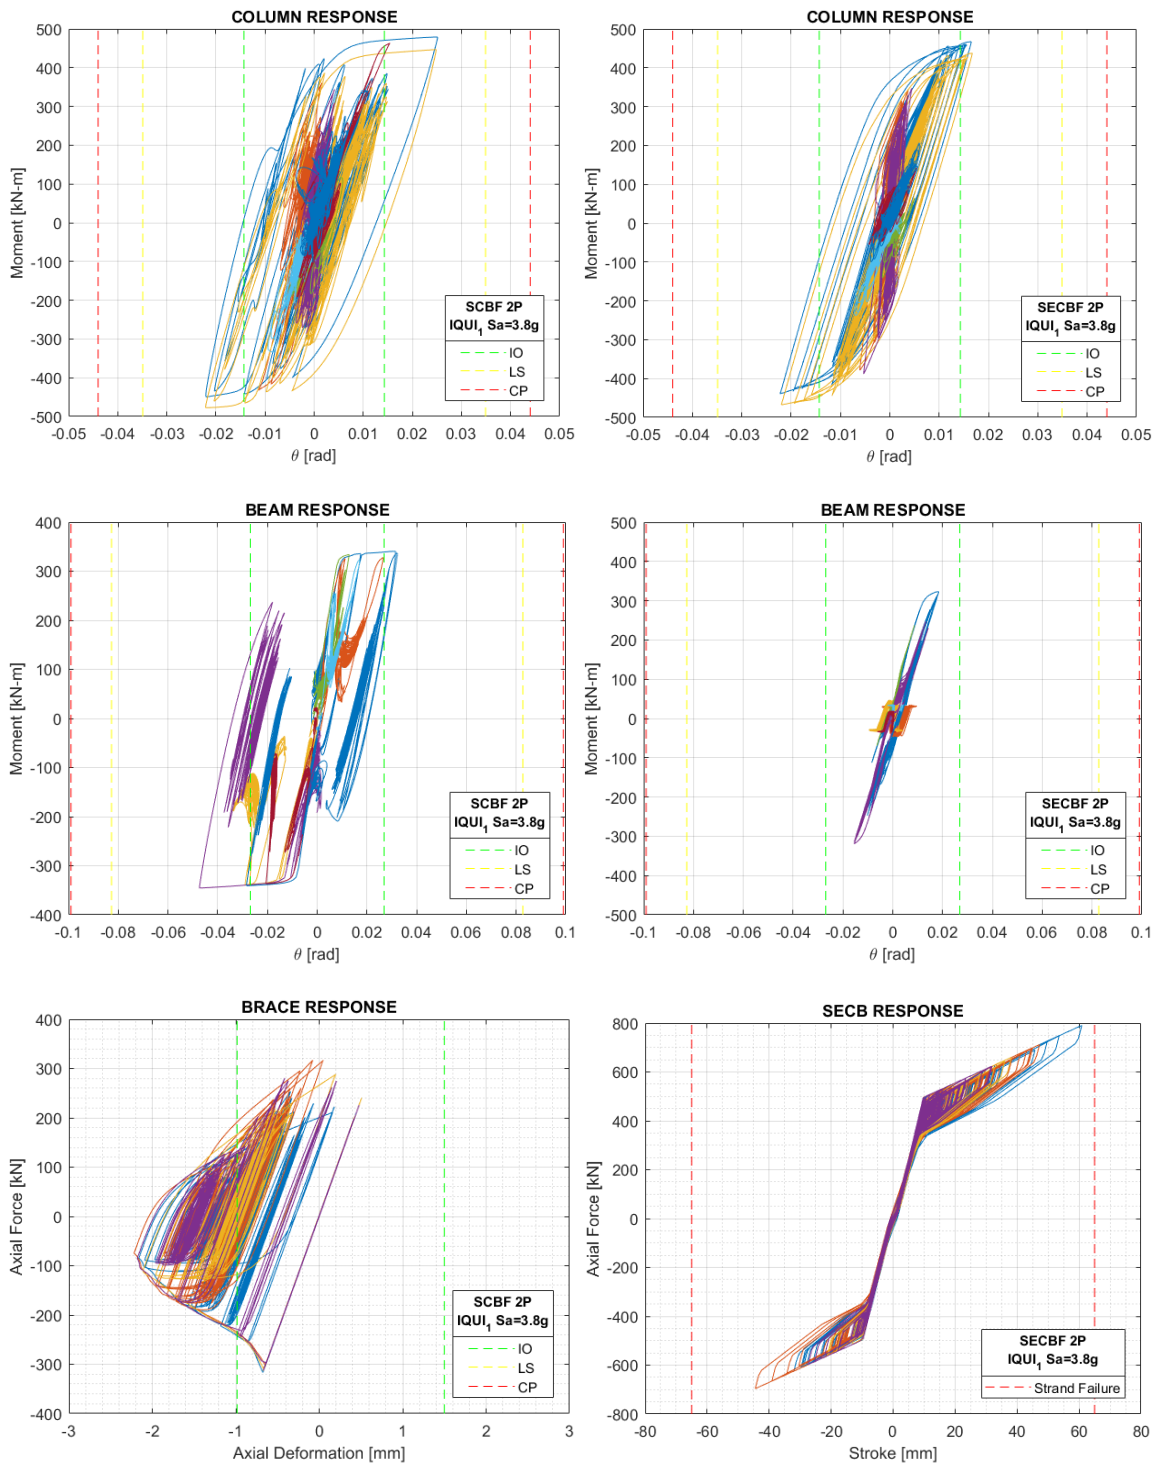 COLUMN RESPONSE
500
400
300
200
100
0
-100
-200
-300
-400
-500
Moment [kN-m]
-0.05 -0.04 -0.03 -0.02 -0.01 0 0.01 0.02 0.03 0.04 0.05
θ [rad]
SCBF 2P
IQUI1 Sa=3.8g
IO
LS
CP
COLUMN RESPONSE
500
400
300
200
100
0
-100
-200
-300
-400
-500
Moment [kN-m]
-0.05 -0.04 -0.03 -0.02 -0.01 0 0.01 0.02 0.03 0.04 0.05
θ [rad]
SECBF 2P
IQUI1 Sa=3.8g
IO
LS
CP
BEAM RESPONSE
400
300
200
100
0
-100
-200
-300
-400
Moment [kN-m]
-0.1 -0.08 -0.06 -0.04 -0.02 0 0.02 0.04 0.06 0.08 0.1
θ [rad]
SCBF 2P
IQUI1 Sa=3.8g
IO
LS
CP
BEAM RESPONSE
500
400
300
200
100
0
-100
-200
-300
-400
-500
Moment [kN-m]
-0.1 -0.08 -0.06 -0.04 -0.02 0 0.02 0.04 0.06 0.08 0.1
θ [rad]
SECBF 2P
IQUI1 Sa=3.8g
IO
LS
CP
BRACE RESPONSE
400
300
200
100
0
-100
-200
-300
-400
Axial Force [kN]
-3 -2 -1 0 1 2 3
Axial Deformation [mm]
SCBF 2P
IQUI1 Sa=3.8g
IO
LS
CP
SECB RESPONSE
800
600
400
200
0
-200
-400
-600
-800
Axial Force [kN]
-80 -60 -40 -20 0 20 40 60 80
Stroke [mm]
SECBF 2P
IQUI1 Sa=3.8g
Strand Failure